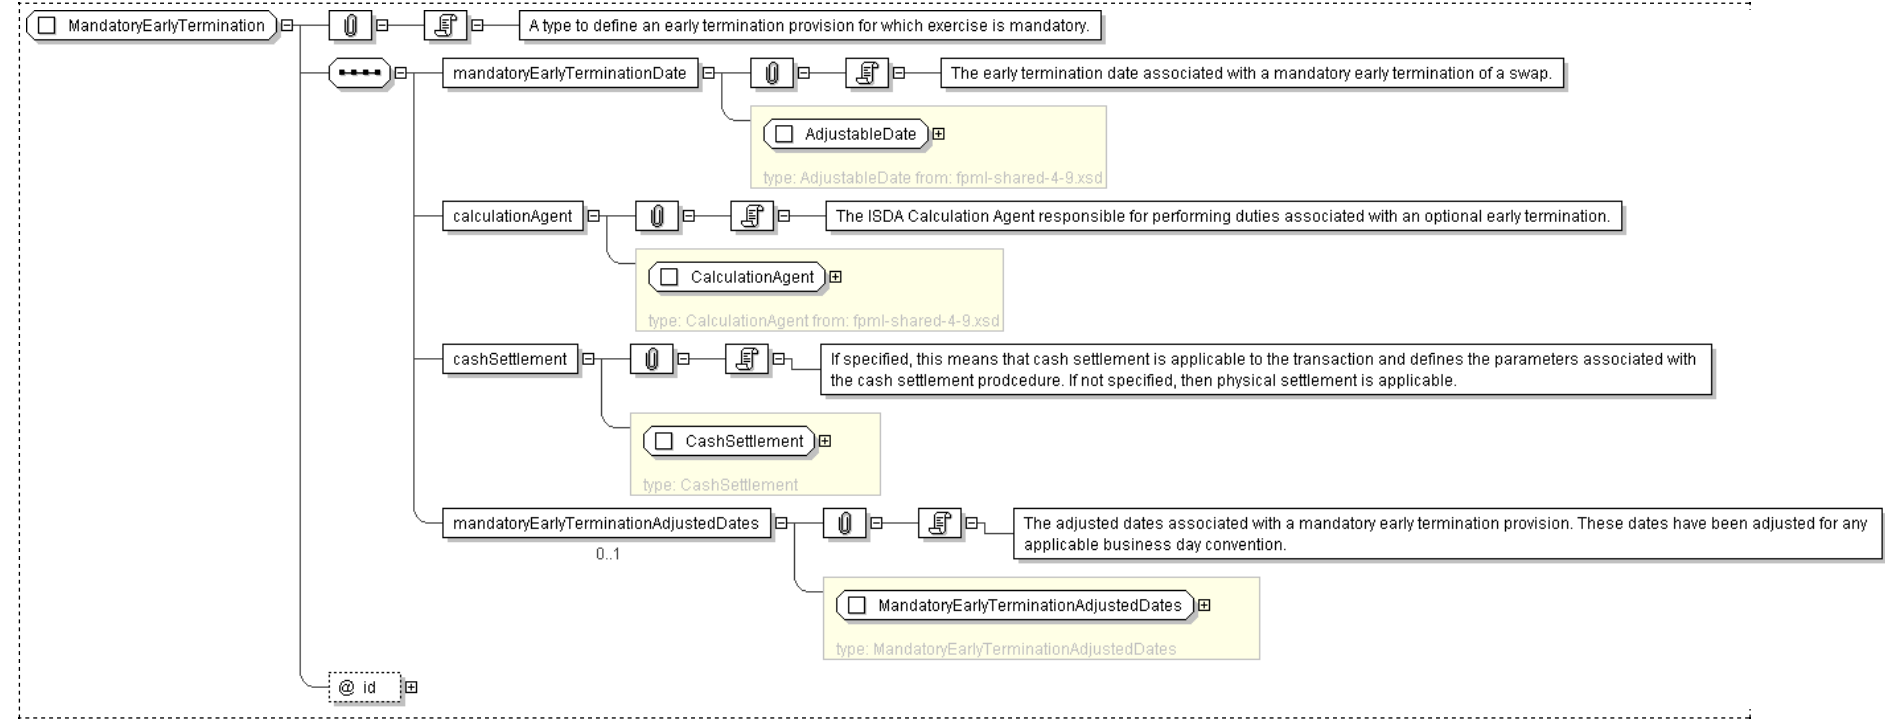 MandatoryEarlyTermination
A type to define an early termination provision for which exercise is mandatory.
mandatoryEarlyTerminationDate
The early termination date associated with a mandatory early termination of a swap.
AdjustableDate
type: AdjustableDate from: fpml-shared-4-9.xsd
calculationAgent
The ISDA Calculation Agent responsible for performing duties associated with an optional early termination.
CalculationAgent
type: CalculationAgent from: fpml-shared-4-9.xsd
cashSettlement
If specified, this means that cash settlement is applicable to the transaction and defines the parameters associated with
the cash settlement prodcedure. If not specified, then physical settlement is applicable.
CashSettlement
type: CashSettlement
mandatoryEarlyTerminationAdjustedDates
0..1
The adjusted dates associated with a mandatory early termination provision. These dates have been adjusted for any
applicable business day convention.
MandatoryEarlyTerminationAdjustedDates
type: MandatoryEarlyTerminationAdjustedDates
@ id